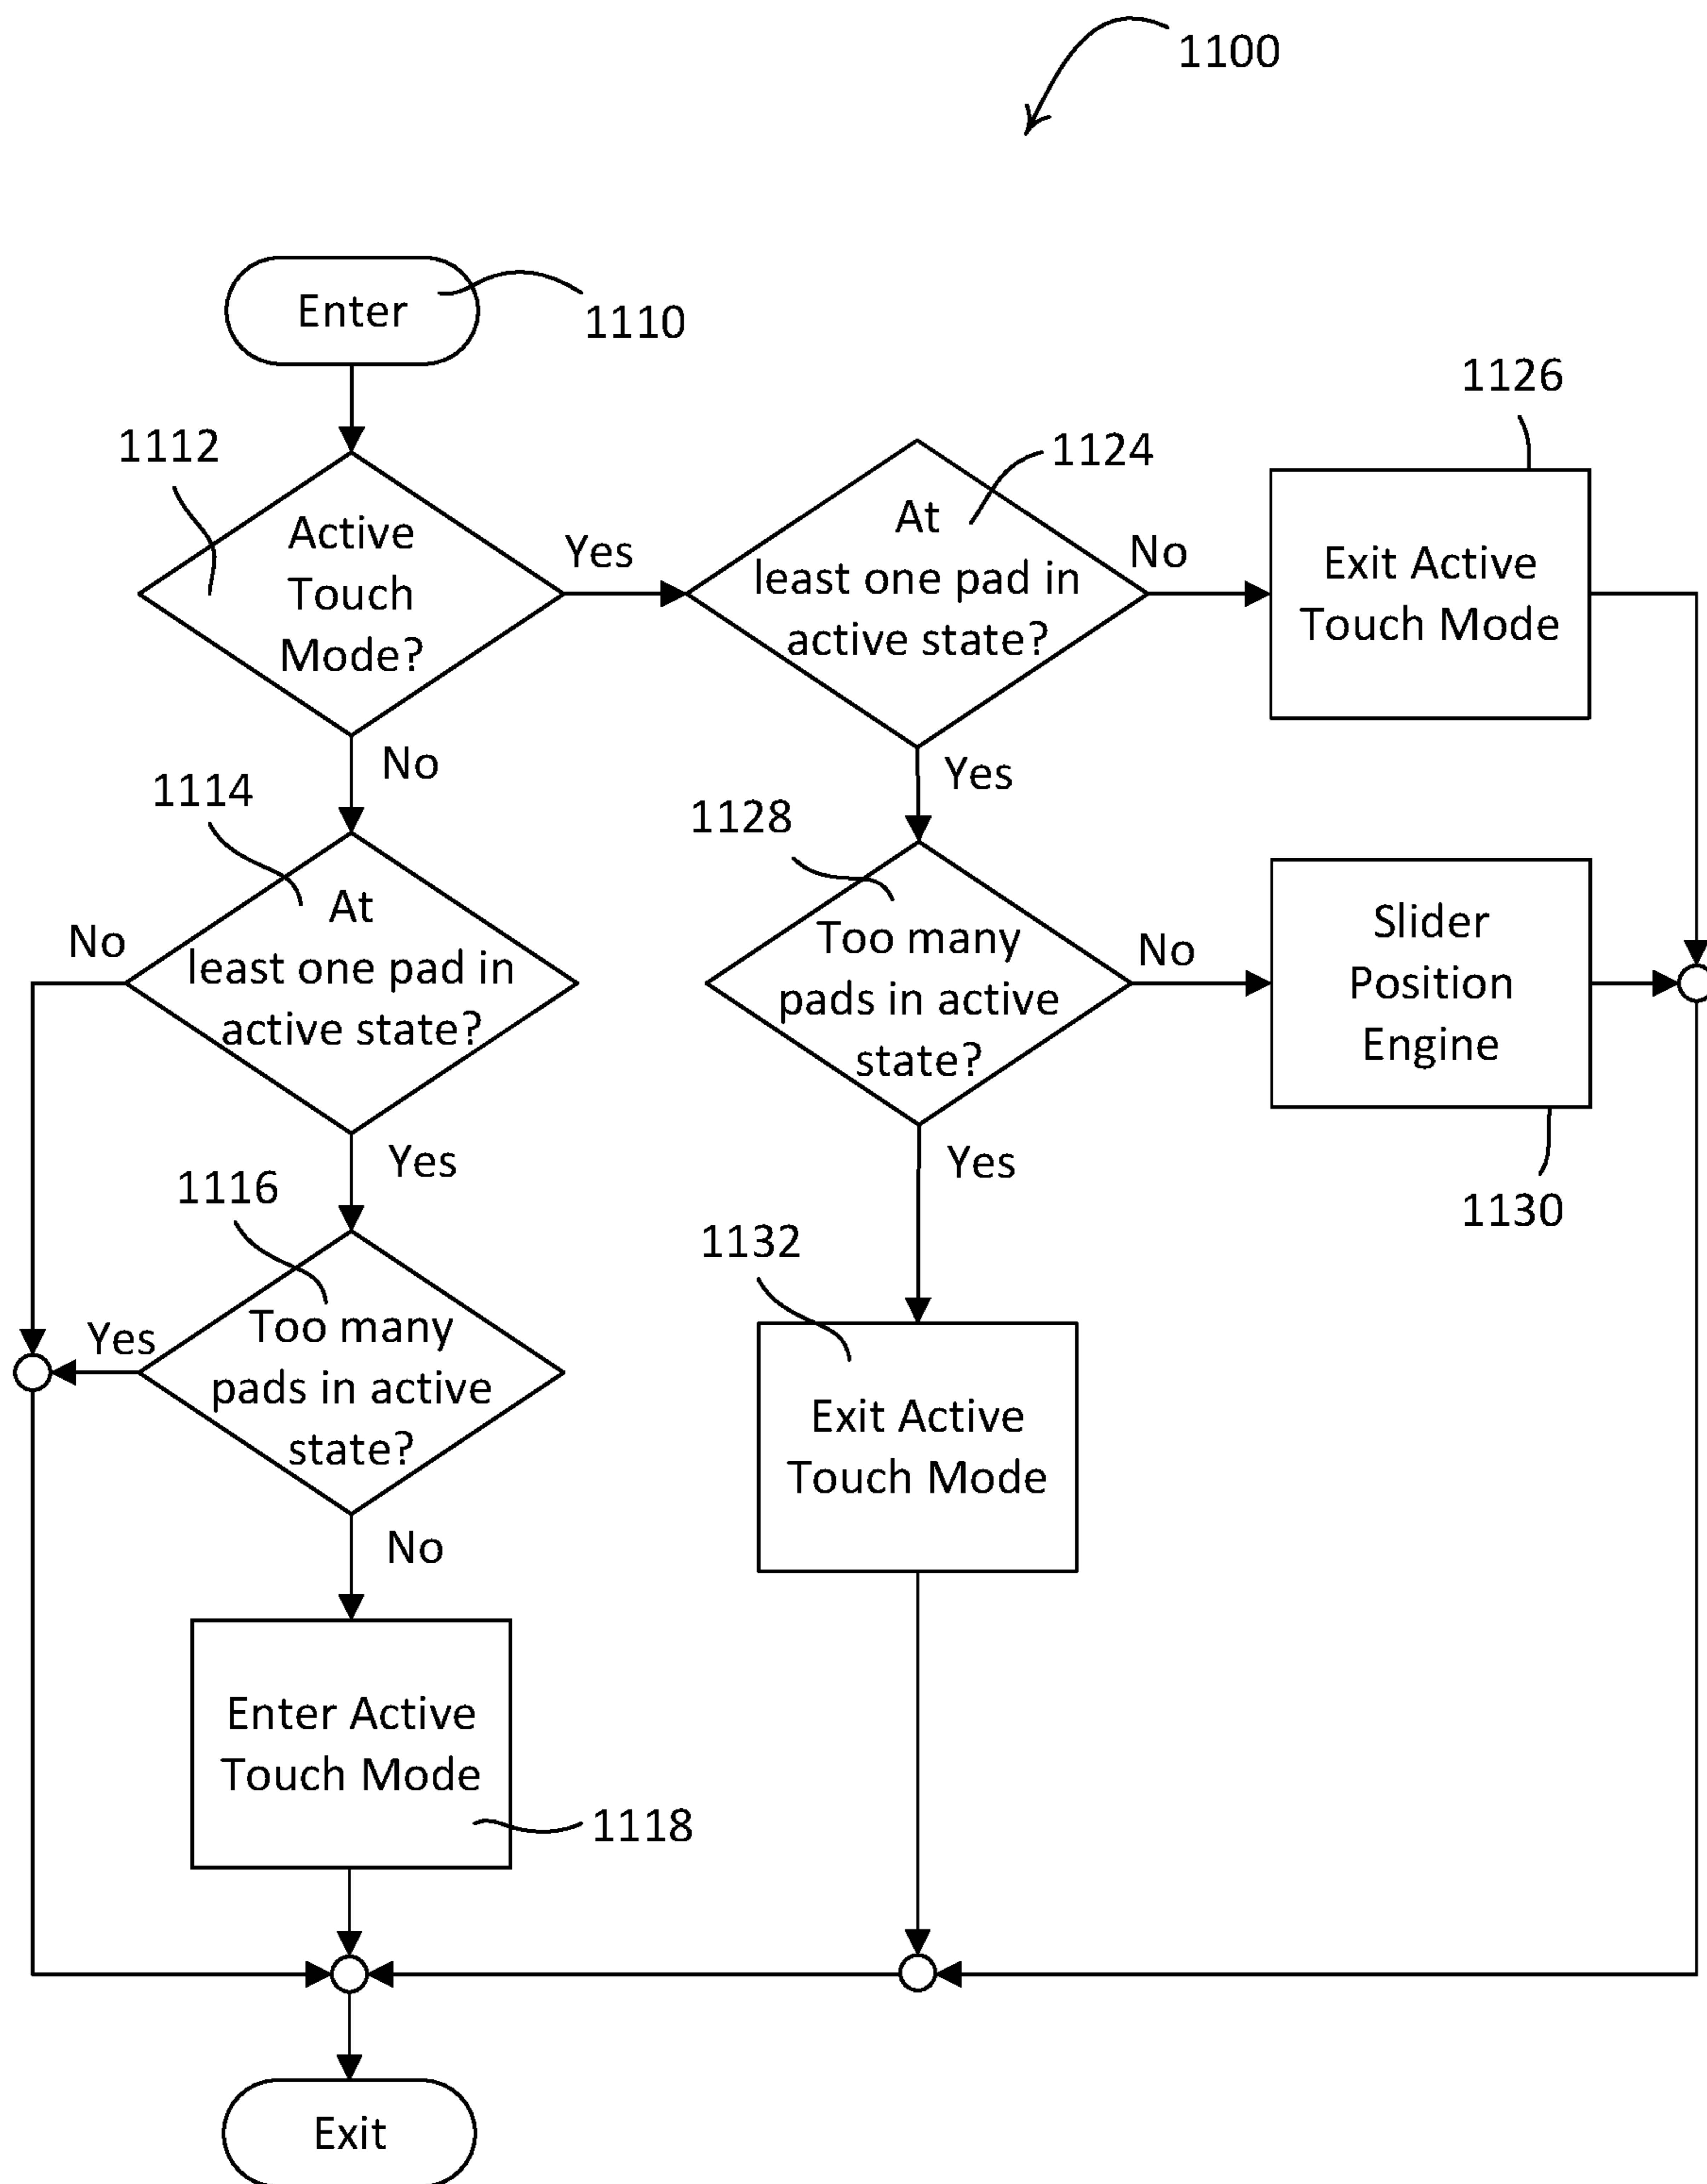 1100
Enter
1110
1126
1112
1124
Active
Touch
Mode?
Yes
At
least one pad in
active state?
No
Exit Active
Touch Mode
No
Yes
1114
1128
At
least one pad in
active state?
No
Too many
pads in active
state?
No
Slider
Position
Engine
Yes
Yes
1116
1130
1132
Yes
Too many
pads in active
state?
Exit Active
Touch Mode
No
Enter Active
Touch Mode
1118
Exit